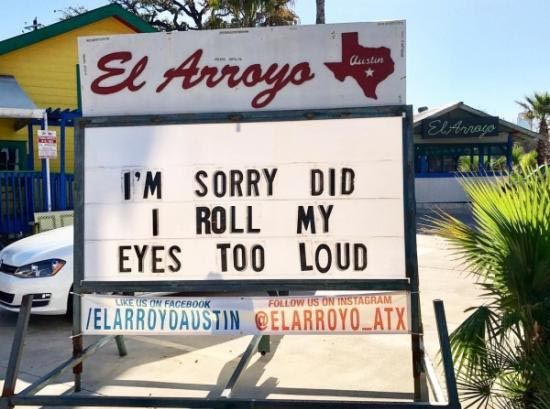 El Arroyo
Austin
El Arroyo
I'M SORRY DID
I ROLL MY
EYES TOO LOUD
LIKE US ON FACEBOOK
/ELARROYOAUSTIN
FOLLOW US ON INSTAGRAM
@ELARROYO_ATX